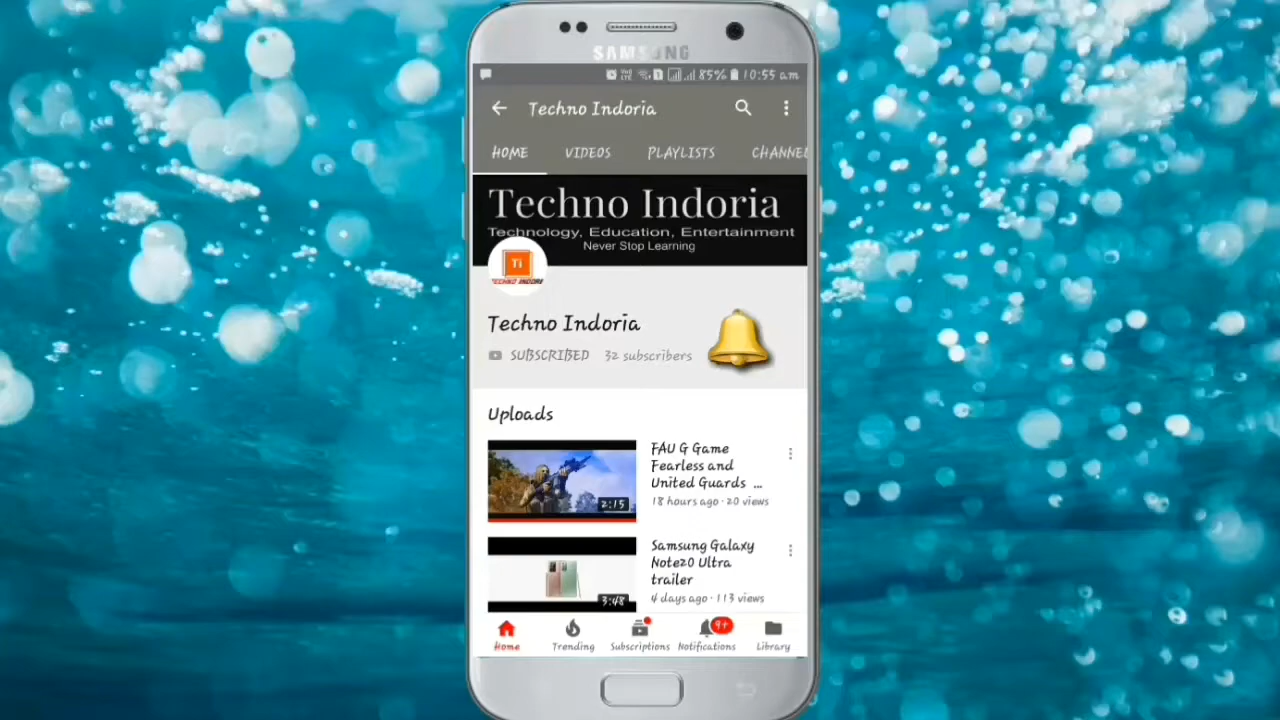 SAMSUNG
85% 10:55 am
Techno Indoria
HOME VIDEOS PLAYLISTS CHANNEL
Techno Indoria
Technology, Education, Entertainment
Never Stop Learning
Ti
TECHNO INDORIA
Techno Indoria
SUBSCRIBED 32 subscribers
Uploads
FAU G Game
Fearless and
United Guards ...
18 hours ago · 20 views
2:15
Samsung Galaxy
Note20 Ultra
trailer
4 days ago · 113 views
3:48
9+
Home Trending Subscriptions Notifications Library